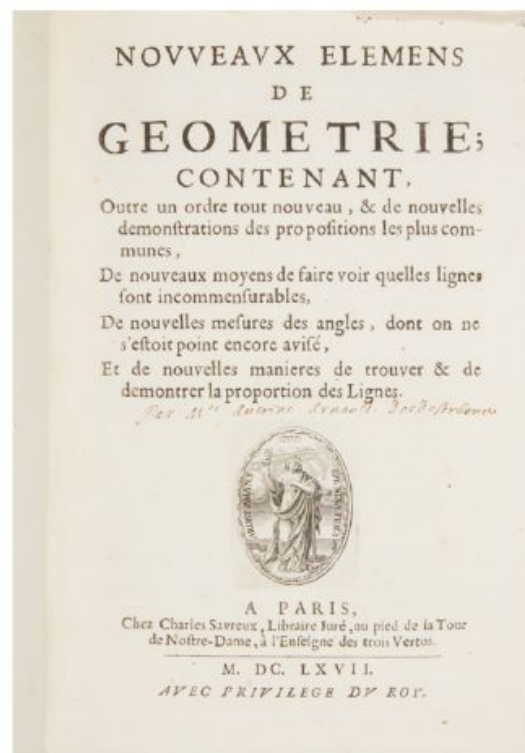 NOVVEAVX ELEMENS
DE
GEOMETRIE;
CONTENANT,
Outre un ordre tout nouveau, & de nouvelles
demonſtrations des propoſitions les plus com-
munes,
De nouveaux moyens de faire voir quelles lignes
ſont incommenſurables,
De nouvelles meſures des angles, dont on ne
s'eſtoit point encore aviſé,
Et de nouvelles manieres de trouver & de
demontrer la proportion des Lignes.
Par Antoine Arnauld
A PARIS,
Chez Charles Savreux, Libraire Juré, au pied de la Tour
de Noſtre-Dame, à l'Enſeigne des trois Vertus.
M. DC. LXVII.
AVEC PRIVILEGE DV ROY.